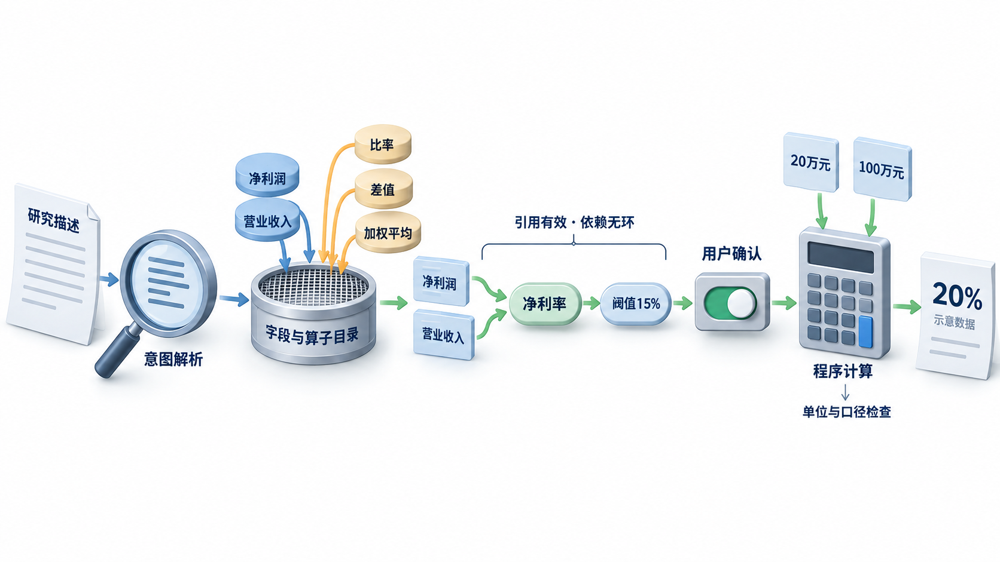 研究描述
意图解析
净利润
营业收入
比率
差值
加权平均
字段与算子目录
净利润
营业收入
引用有效·依赖无环
净利率
阈值15%
用户确认
20万元
100万元
程序计算
单位与口径检查
20%
示意数据